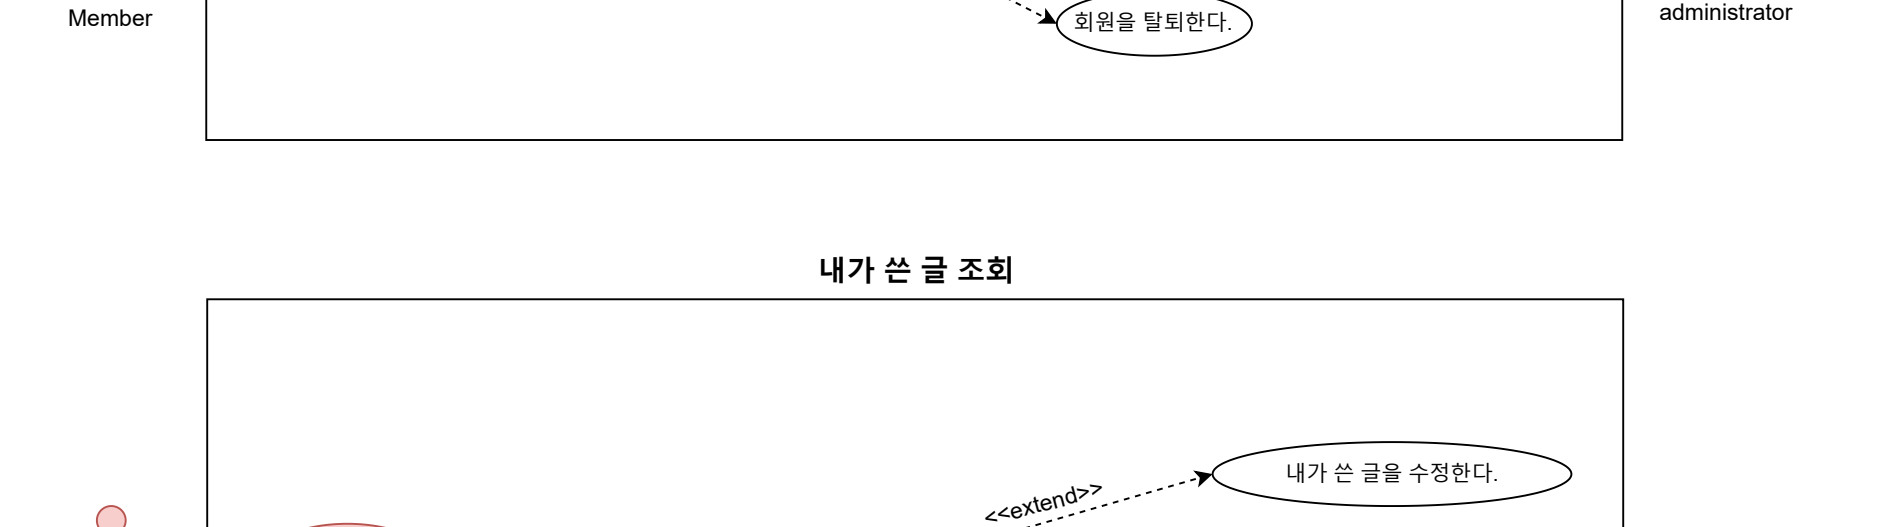 Member
회원을 탈퇴한다.
administrator
내가 쓴 글 조회
내가 쓴 글을 수정한다.
<<extend>>